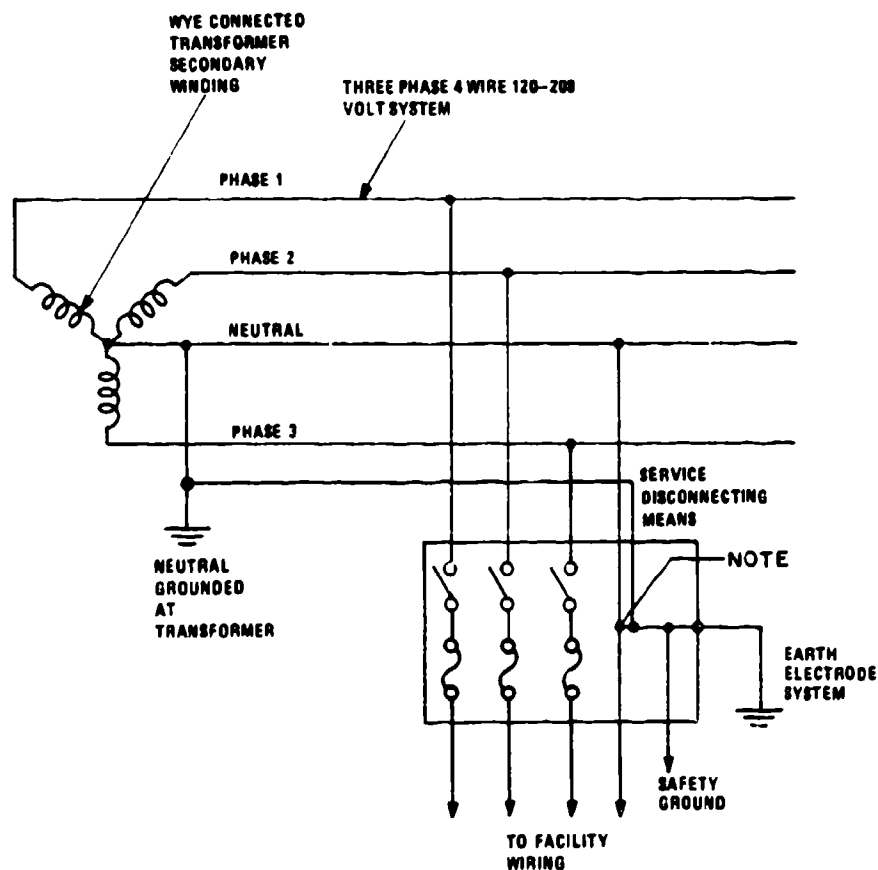 WYE CONNECTED
TRANSFORMER
SECONDARY
WINDING
THREE PHASE 4 WIRE 120-208
VOLT SYSTEM
PHASE 1
PHASE 2
NEUTRAL
PHASE 3
SERVICE
DISCONNECTING
MEANS
NEUTRAL
GROUNDED
AT
TRANSFORMER
NOTE
EARTH
ELECTRODE
SYSTEM
SAFETY
GROUND
TO FACILITY
WIRING